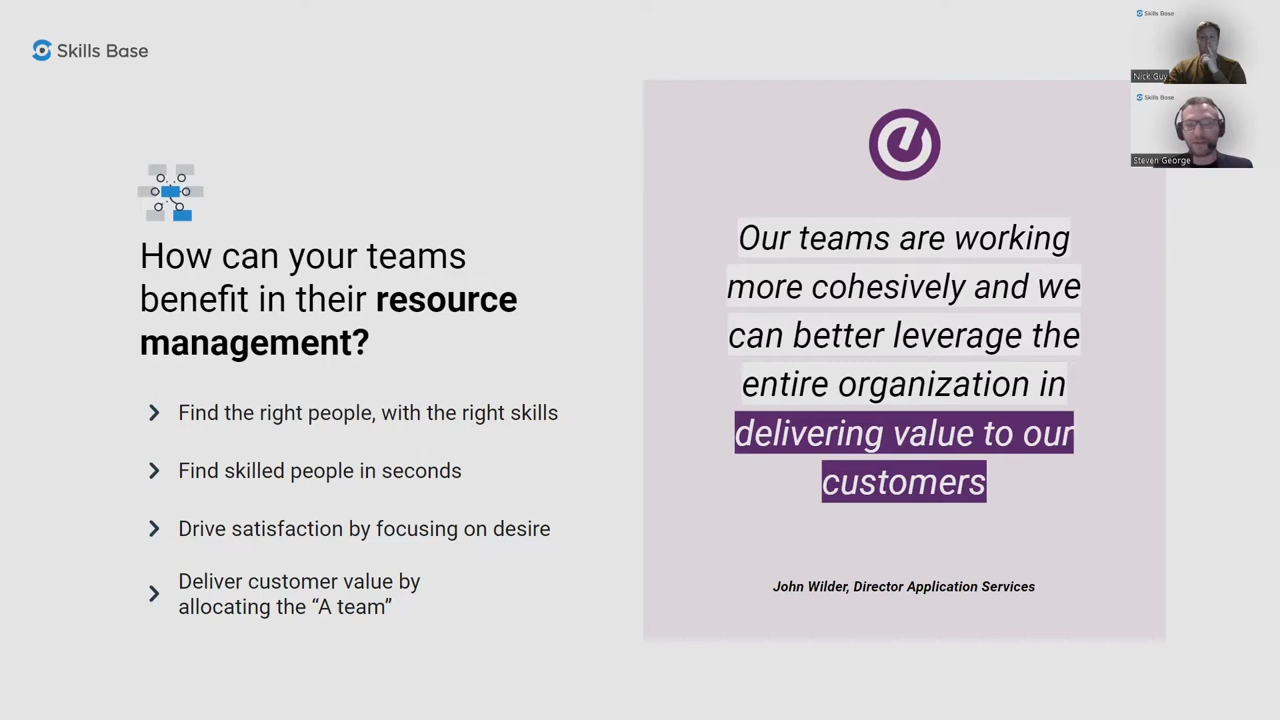 Skills Base
How can your teams
benefit in their resource
management?
Find the right people, with the right skills
Find skilled people in seconds
Drive satisfaction by focusing on desire
Deliver customer value by
allocating the “A team”
Our teams are working
more cohesively and we
can better leverage the
entire organization in
delivering value to our
customers
John Wilder, Director Application Services
Skills Base
Nick Guy
Skills Base
Steven George